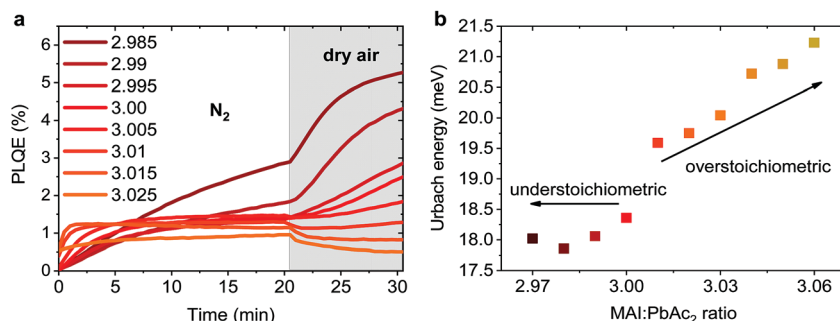 a
PLQE (%)
6
5
4
3
2
1
0
2.985
2.99
2.995
3.00
3.005
3.01
3.015
3.025
N₂
dry air
0 5 10 15 20 25 30
Time (min)
b
Urbach energy (meV)
21.5
21.0
20.5
20.0
19.5
19.0
18.5
18.0
17.5
understoichiometric
overstoichiometric
2.97 3.00 3.03 3.06
MAI:PbAc₂ ratio